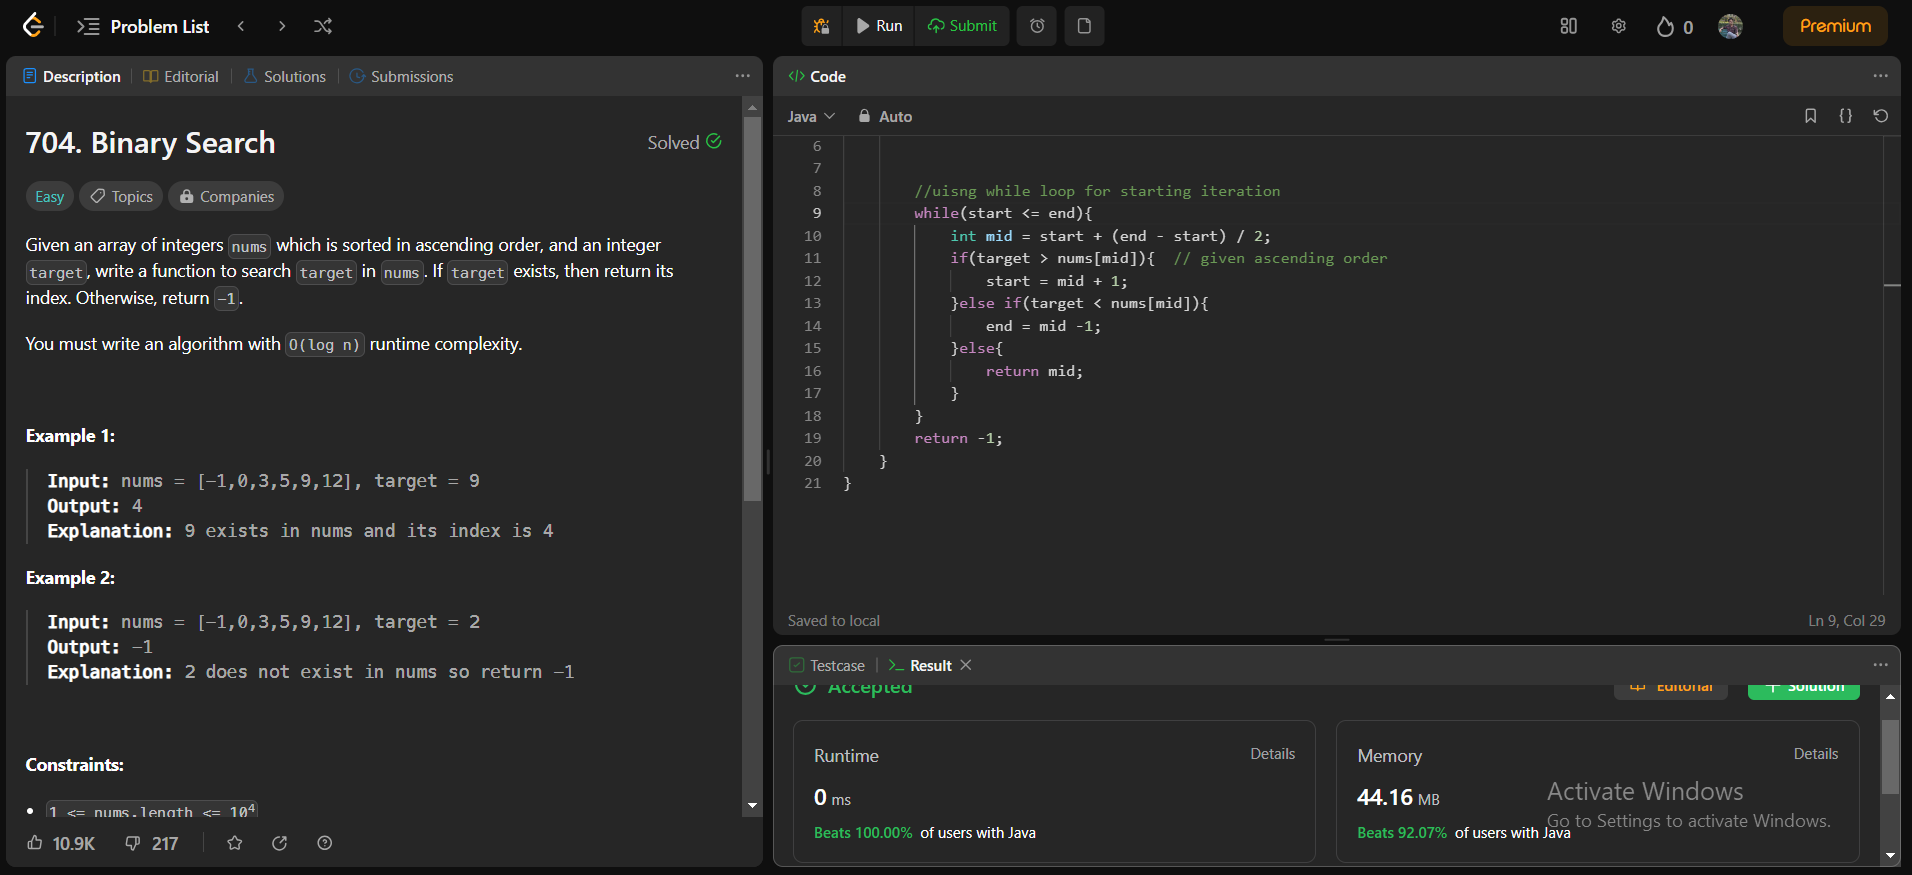 Problem List
Run
Submit
0
Premium
Description
Editorial
Solutions
Submissions
704. Binary Search
Solved
Easy
Topics
Companies
Given an array of integers nums which is sorted in ascending order, and an integer
target, write a function to search target in nums. If target exists, then return its
index. Otherwise, return -1.
You must write an algorithm with O(log n) runtime complexity.
Example 1:
Input: nums = [-1,0,3,5,9,12], target = 9
Output: 4
Explanation: 9 exists in nums and its index is 4
Example 2:
Input: nums = [-1,0,3,5,9,12], target = 2
Output: -1
Explanation: 2 does not exist in nums so return -1
Constraints:
1 <= nums.length <= 10⁴
10.9K
217
</> Code
Java
Auto
6
7
8 //uisng while loop for starting iteration
9 while(start <= end){
10 int mid = start + (end - start) / 2;
11 if(target > nums[mid]){ // given ascending order
12 start = mid + 1;
13 }else if(target < nums[mid]){
14 end = mid -1;
15 }else{
16 return mid;
17 }
18 }
19 return -1;
20 }
21 }
Saved to local
Ln 9, Col 29
Testcase
>_ Result
Accepted
Editorial
+ Solution
Runtime
Details
0 ms
Beats 100.00% of users with Java
Memory
Details
44.16 MB
Beats 92.07% of users with Java
Activate Windows
Go to Settings to activate Windows.